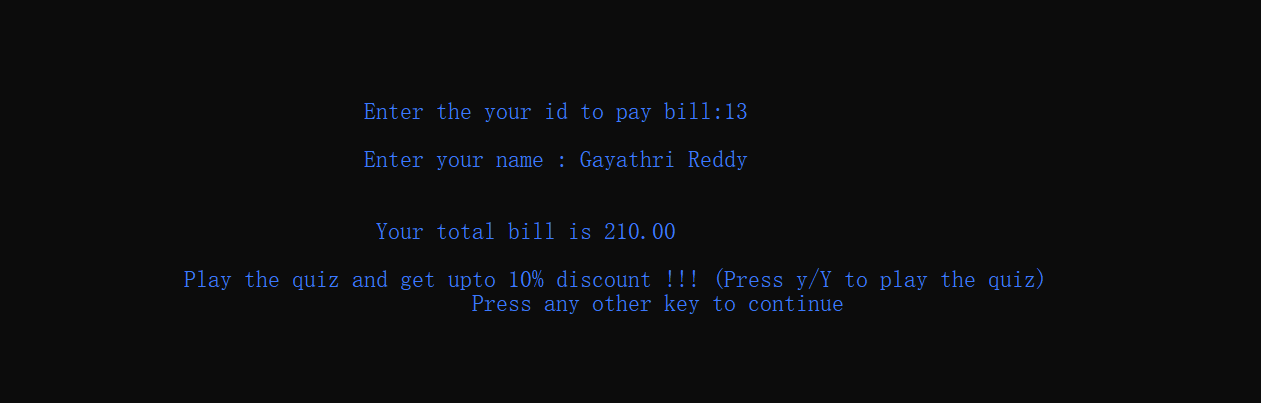 Enter the your id to pay bill:13
Enter your name : Gayathri Reddy
Your total bill is 210.00
Play the quiz and get upto 10% discount !!! (Press y/Y to play the quiz)
Press any other key to continue